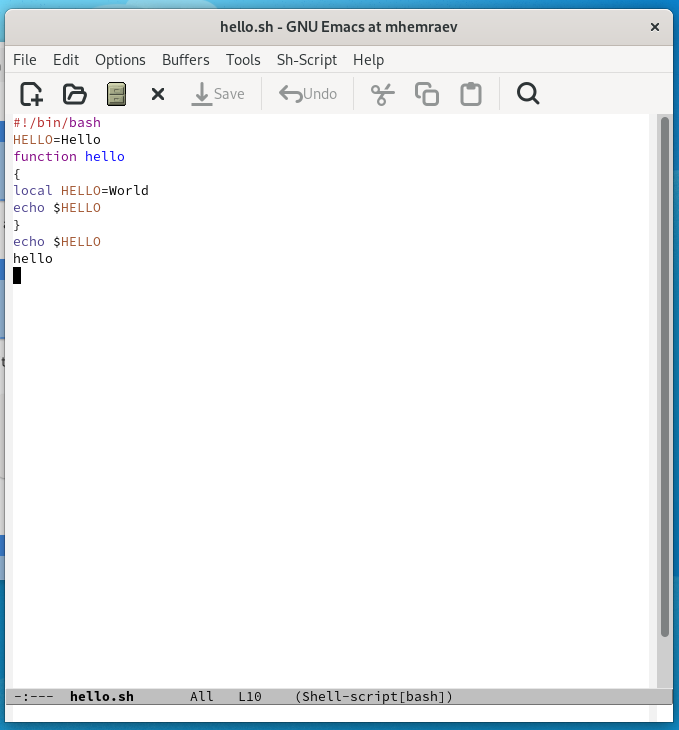 hello.sh - GNU Emacs at mhemraev
File Edit Options Buffers Tools Sh-Script Help
Save Undo
#!/bin/bash
HELLO=Hello
function hello
{
local HELLO=World
echo $HELLO
}
echo $HELLO
hello
-:--- hello.sh All L10 (Shell-script[bash])